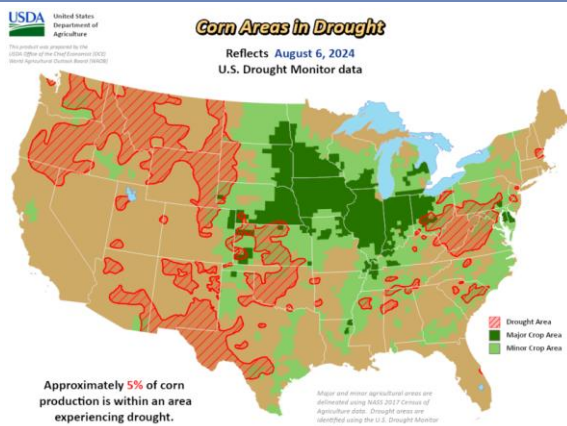 USDA
United States
Department of
Agriculture
This product was prepared by the
USDA Office of the Chief Economist (OCE)
World Agricultural Outlook Board (WAOB)
Corn Areas in Drought
Reflects August 6, 2024
U.S. Drought Monitor data
Drought Area
Major Crop Area
Minor Crop Area
Approximately 5% of corn
production is within an area
experiencing drought.
Major and minor agricultural areas are
delineated using NASS 2017 Census of
Agriculture data. Drought areas are
identified using the U.S. Drought Monitor